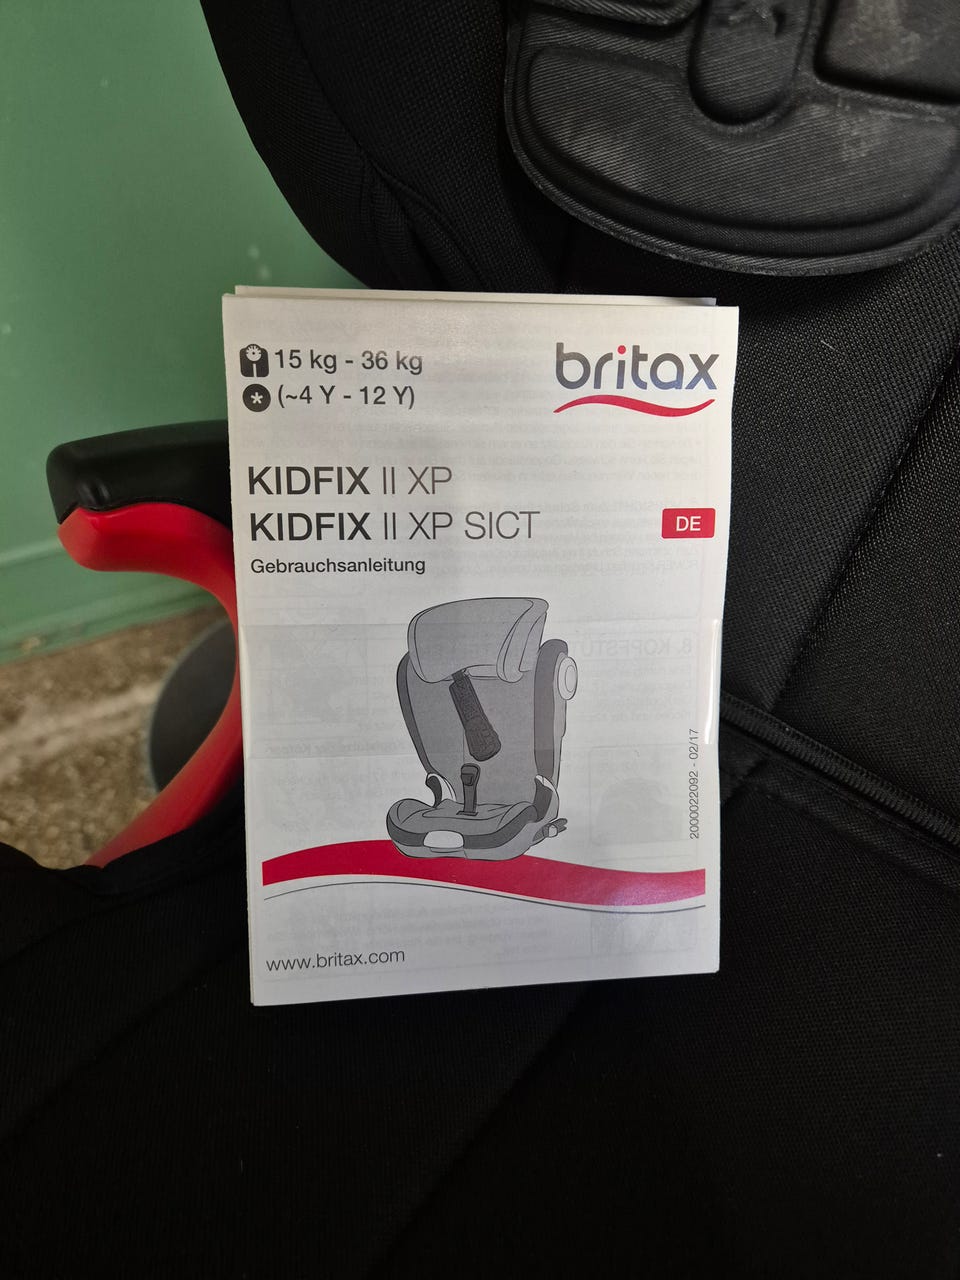 15 kg - 36 kg
(~4 Y - 12 Y)
britax
KIDFIX II XP
KIDFIX II XP SICT
DE
Gebrauchsanleitung
2000022092 - 02/17
www.britax.com